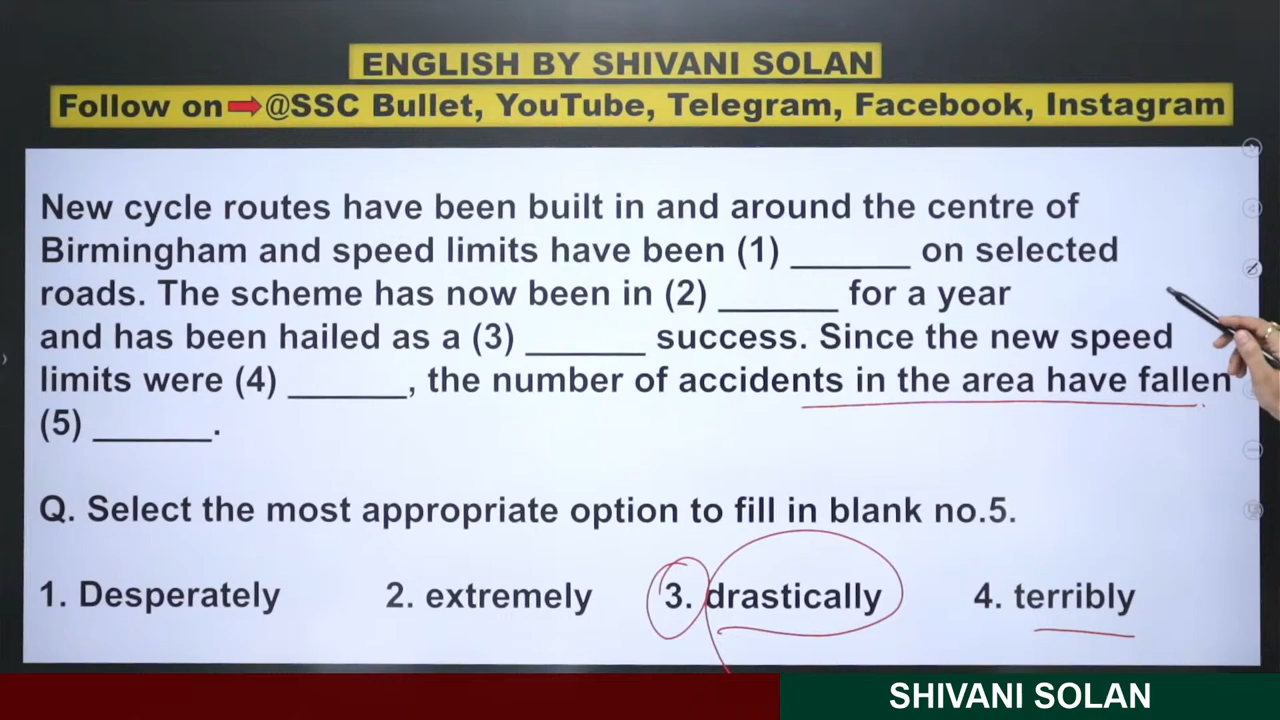 ENGLISH BY SHIVANI SOLAN
Follow on @SSC Bullet, YouTube, Telegram, Facebook, Instagram
New cycle routes have been built in and around the centre of
Birmingham and speed limits have been (1) _______ on selected
roads. The scheme has now been in (2) _______ for a year
and has been hailed as a (3) _______ success. Since the new speed
limits were (4) _______, the number of accidents in the area have fallen
(5) _______.
Q. Select the most appropriate option to fill in blank no.5.
1. Desperately 2. extremely 3. drastically 4. terribly
SHIVANI SOLAN